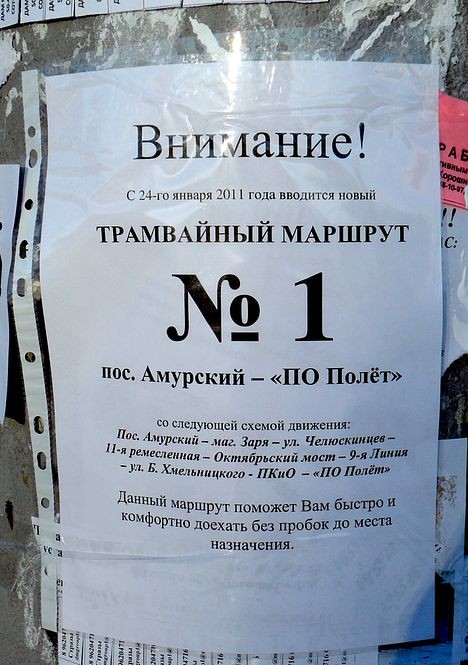 Внимание!
С 24-го января 2011 года вводится новый
ТРАМВАЙНЫЙ МАРШРУТ
№ 1
пос. Амурский – «ПО Полёт»
со следующей схемой движения:
Пос. Амурский – маг. Заря – ул. Челюскинцев –
11-я ремесленная – Октябрьский мост – 9-я Линия
– ул. Б. Хмельницкого - ПКиО – «ПО Полёт»
Данный маршрут поможет Вам быстро и
комфортно доехать без пробок до места
назначения.